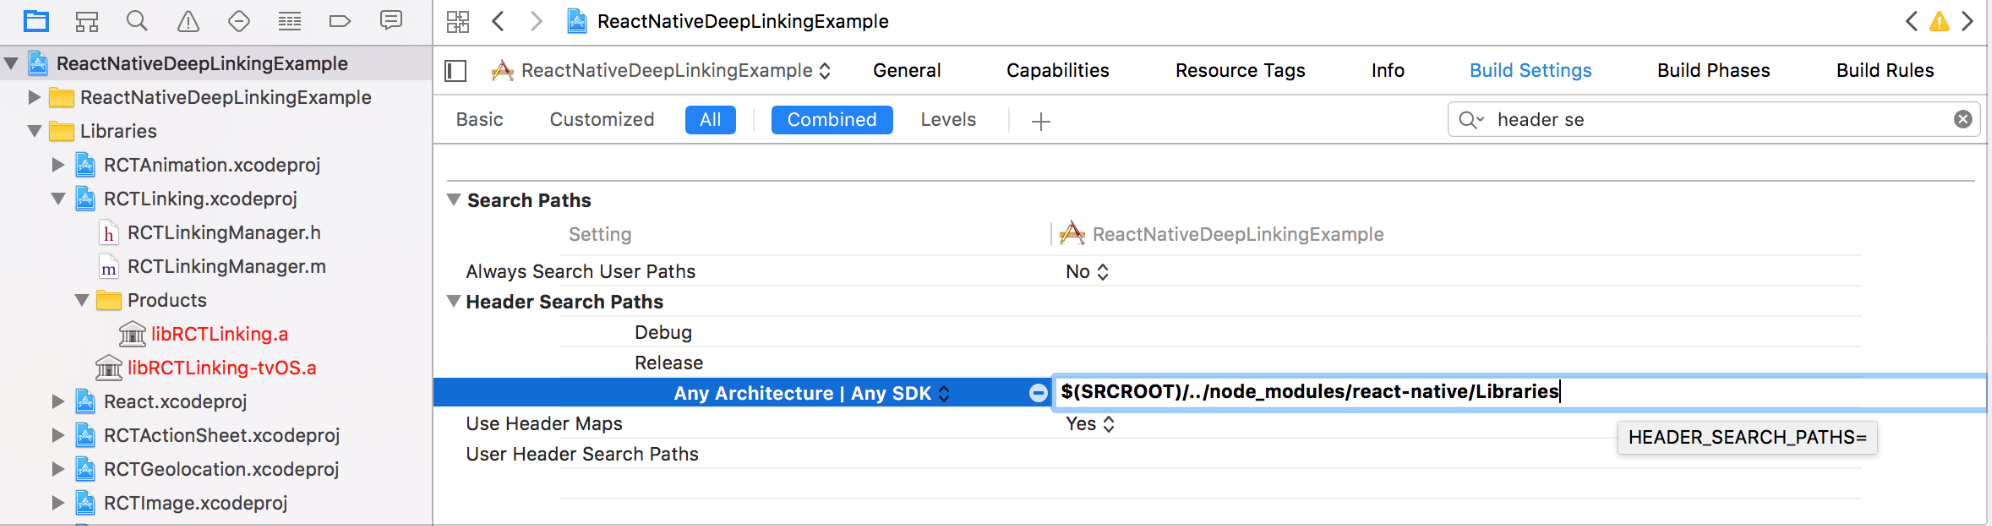 ReactNativeDeepLinkingExample
ReactNativeDeepLinkingExample
ReactNativeDeepLinkingExample General Capabilities Resource Tags Info Build Settings Build Phases Build Rules
ReactNativeDeepLinkingExample
Libraries
Basic Customized All Combined Levels header se
RCTAnimation.xcodeproj
RCTLinking.xcodeproj
Search Paths
h RCTLinkingManager.h
Setting ReactNativeDeepLinkingExample
m RCTLinkingManager.m
Always Search User Paths No
Products
Header Search Paths
libRCTLinking.a
Debug
libRCTLinking-tvOS.a
Release
Any Architecture | Any SDK $(SRCROOT)/../node_modules/react-native/Libraries
React.xcodeproj
Use Header Maps Yes
RCTActionSheet.xcodeproj
HEADER_SEARCH_PATHS=
User Header Search Paths
RCTGeolocation.xcodeproj
RCTImage.xcodeproj